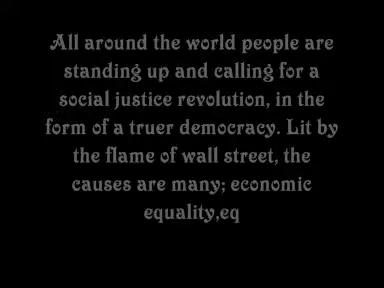 All around the world people are
standing up and calling for a
social justice revolution, in the
form of a truer democracy. Lit by
the flame of wall street, the
causes are many; economic
equality,eq